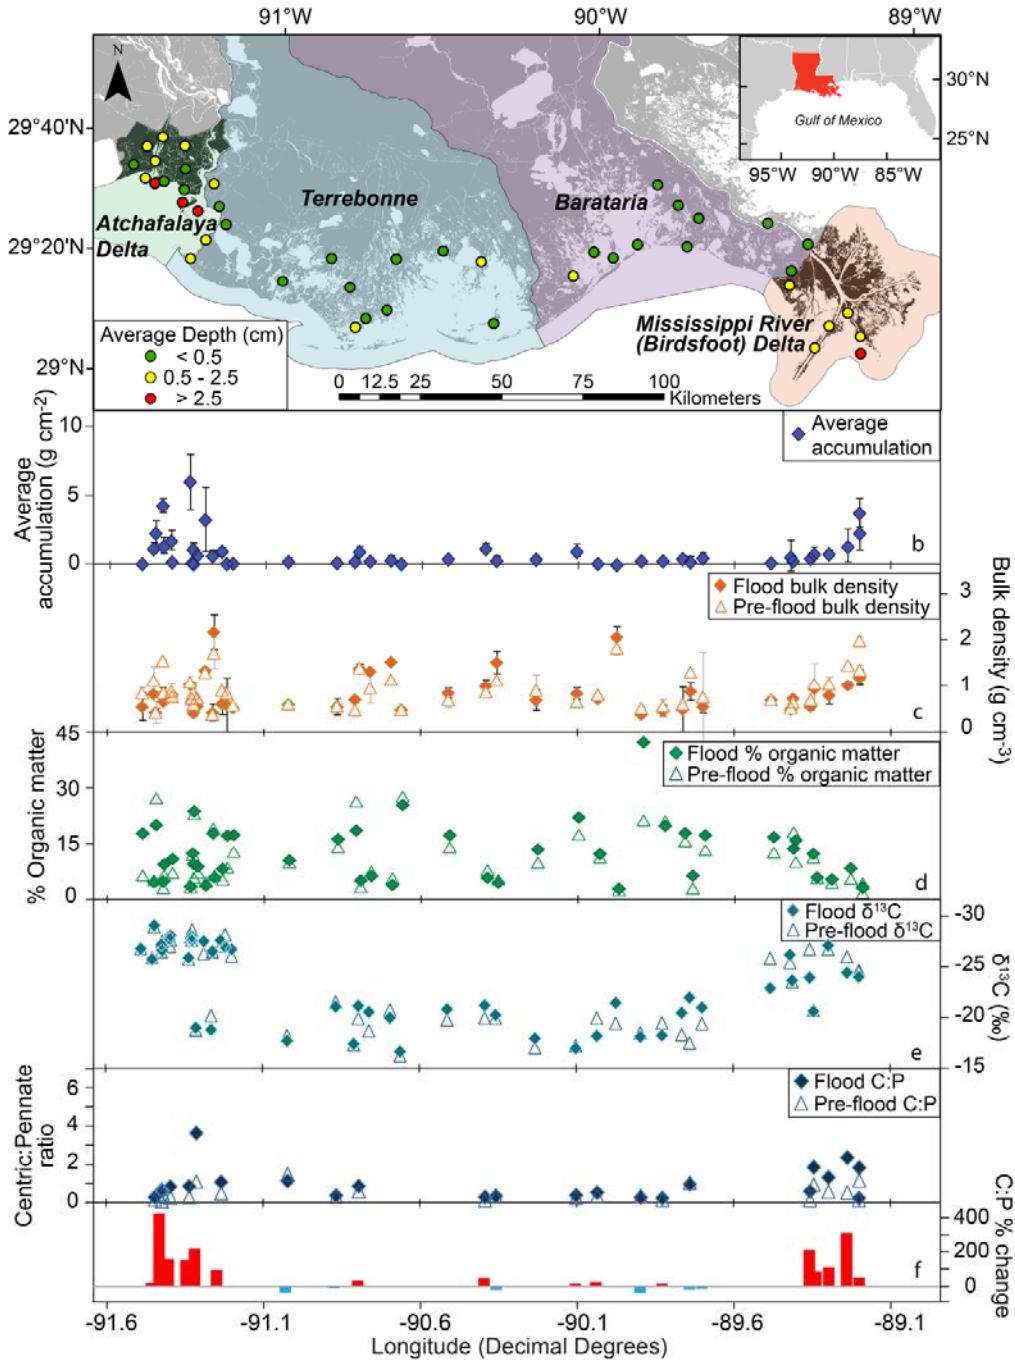 91°W 90°W 89°W
N
30°N
29°40'N
Gulf of Mexico
25°N
95°W 90°W 85°W
Terrebonne
Barataria
Atchafalaya
Delta
29°20'N
Mississippi River
(Birdsfoot) Delta
Average Depth (cm)
< 0.5
0.5 - 2.5
> 2.5
29°N
0 12.5 25 50 75 100
Kilometers
Average
accumulation (g cm⁻²)
10
5
0
Average
accumulation
b
Bulk density (g cm⁻³)
3
2
1
0
Flood bulk density
Pre-flood bulk density
c
% Organic matter
45
30
15
0
Flood % organic matter
Pre-flood % organic matter
d
Flood δ¹³C
Pre-flood δ¹³C
δ¹³C (‰)
-30
-25
-20
-15
e
Centric:Pennate
ratio
6
4
2
0
Flood C:P
Pre-flood C:P
C:P % change
400
200
0
f
-91.6 -91.1 -90.6 -90.1 -89.6 -89.1
Longitude (Decimal Degrees)